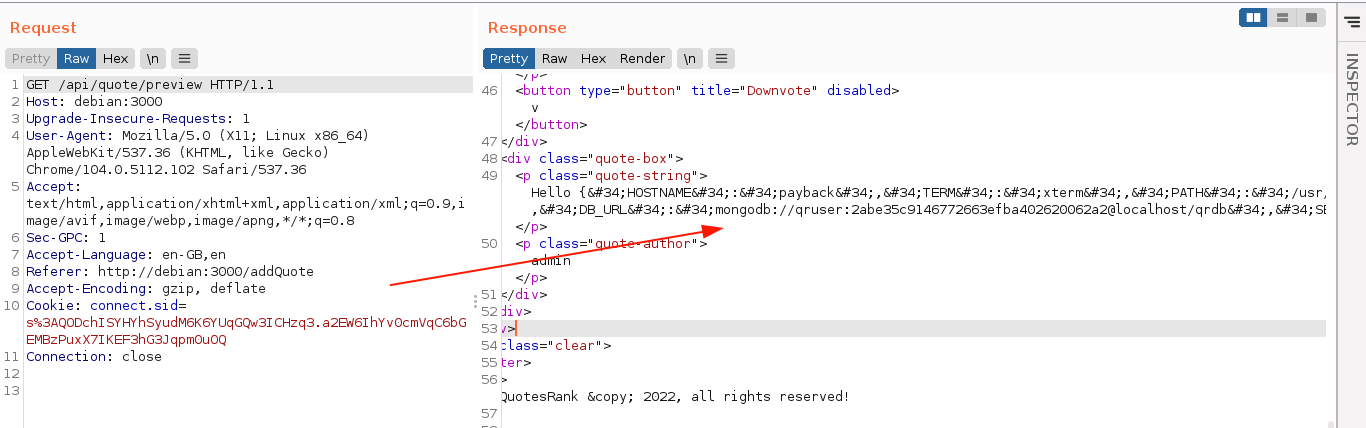 Request
Pretty Raw Hex \n
1 GET /api/quote/preview HTTP/1.1
2 Host: debian:3000
3 Upgrade-Insecure-Requests: 1
4 User-Agent: Mozilla/5.0 (X11; Linux x86_64)
AppleWebKit/537.36 (KHTML, like Gecko)
Chrome/104.0.5112.102 Safari/537.36
5 Accept:
text/html,application/xhtml+xml,application/xml;q=0.9,i
mage/avif,image/webp,image/apng,*/*;q=0.8
6 Sec-GPC: 1
7 Accept-Language: en-GB,en
8 Referer: http://debian:3000/addQuote
9 Accept-Encoding: gzip, deflate
10 Cookie: connect.sid=
s%3AQODchISYHYhSyudM6K6YUqGQw3ICHzq3.a2EW6IhYvOcmVqC6bG
EMBzPuxX7IKEF3hG3Jqpm0uOQ
11 Connection: close
12
13
Response
Pretty Raw Hex Render \n
</p>
46 <button type="button" title="Downvote" disabled>
v
</button>
47 </div>
48 <div class="quote-box">
49 <p class="quote-string">
Hello {&#34;HOSTNAME&#34;:&#34;payback&#34;,&#34;TERM&#34;:&#34;xterm&#34;,&#34;PATH&#34;:&#34;/usr/
,&#34;DB_URL&#34;:&#34;mongodb://qruser:2abe35c9146772663efba402620062a2@localhost/qrdb&#34;,&#34;SE
</p>
50 <p class="quote-author">
admin
</p>
51 </div>
52 div>
53 v>
54 class="clear">
55 ter>
56 >
QuotesRank &copy; 2022, all rights reserved!
57
INSPECTOR